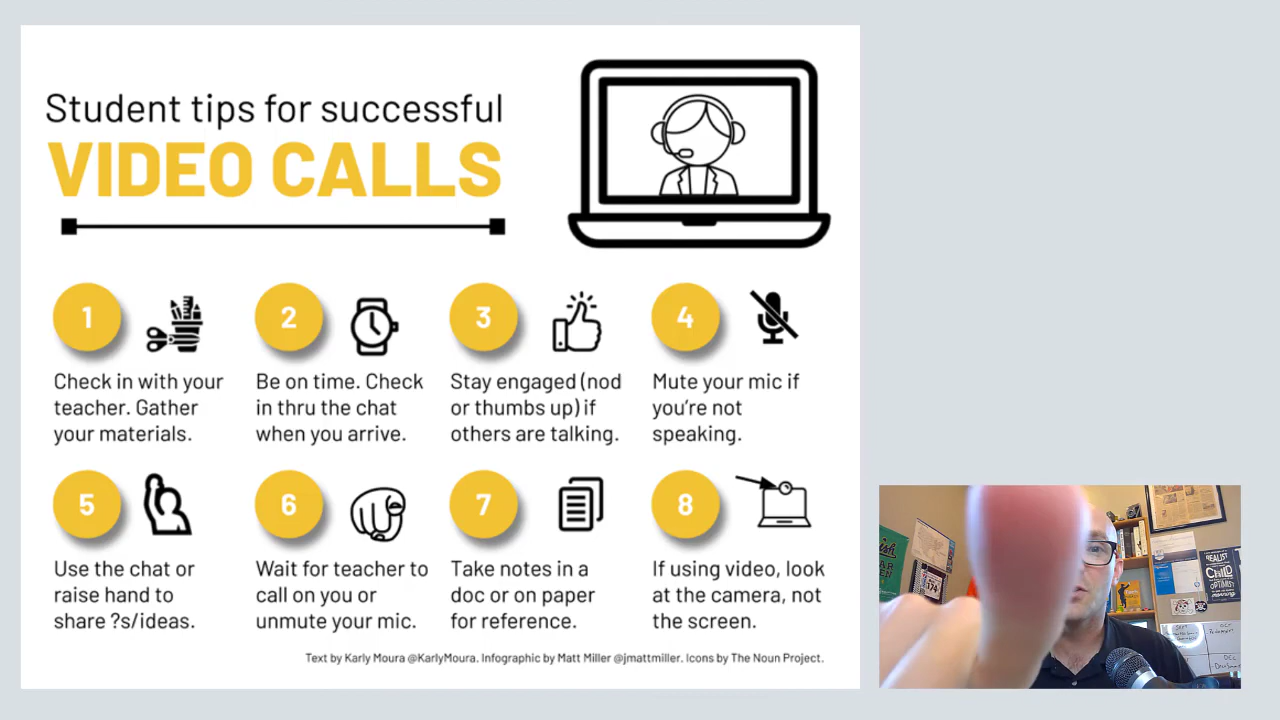 Student tips for successful
VIDEO CALLS
1
Check in with your
teacher. Gather
your materials.
2
Be on time. Check
in thru the chat
when you arrive.
3
Stay engaged (nod
or thumbs up) if
others are talking.
4
Mute your mic if
you're not
speaking.
5
Use the chat or
raise hand to
share ?s/ideas.
6
Wait for teacher to
call on you or
unmute your mic.
7
Take notes in a
doc or on paper
for reference.
8
If using video, look
at the camera, not
the screen.
Text by Karly Moura @KarlyMoura. Infographic by Matt Miller @jmattmiller. Icons by The Noun Project.
REALIST
CHILD
174